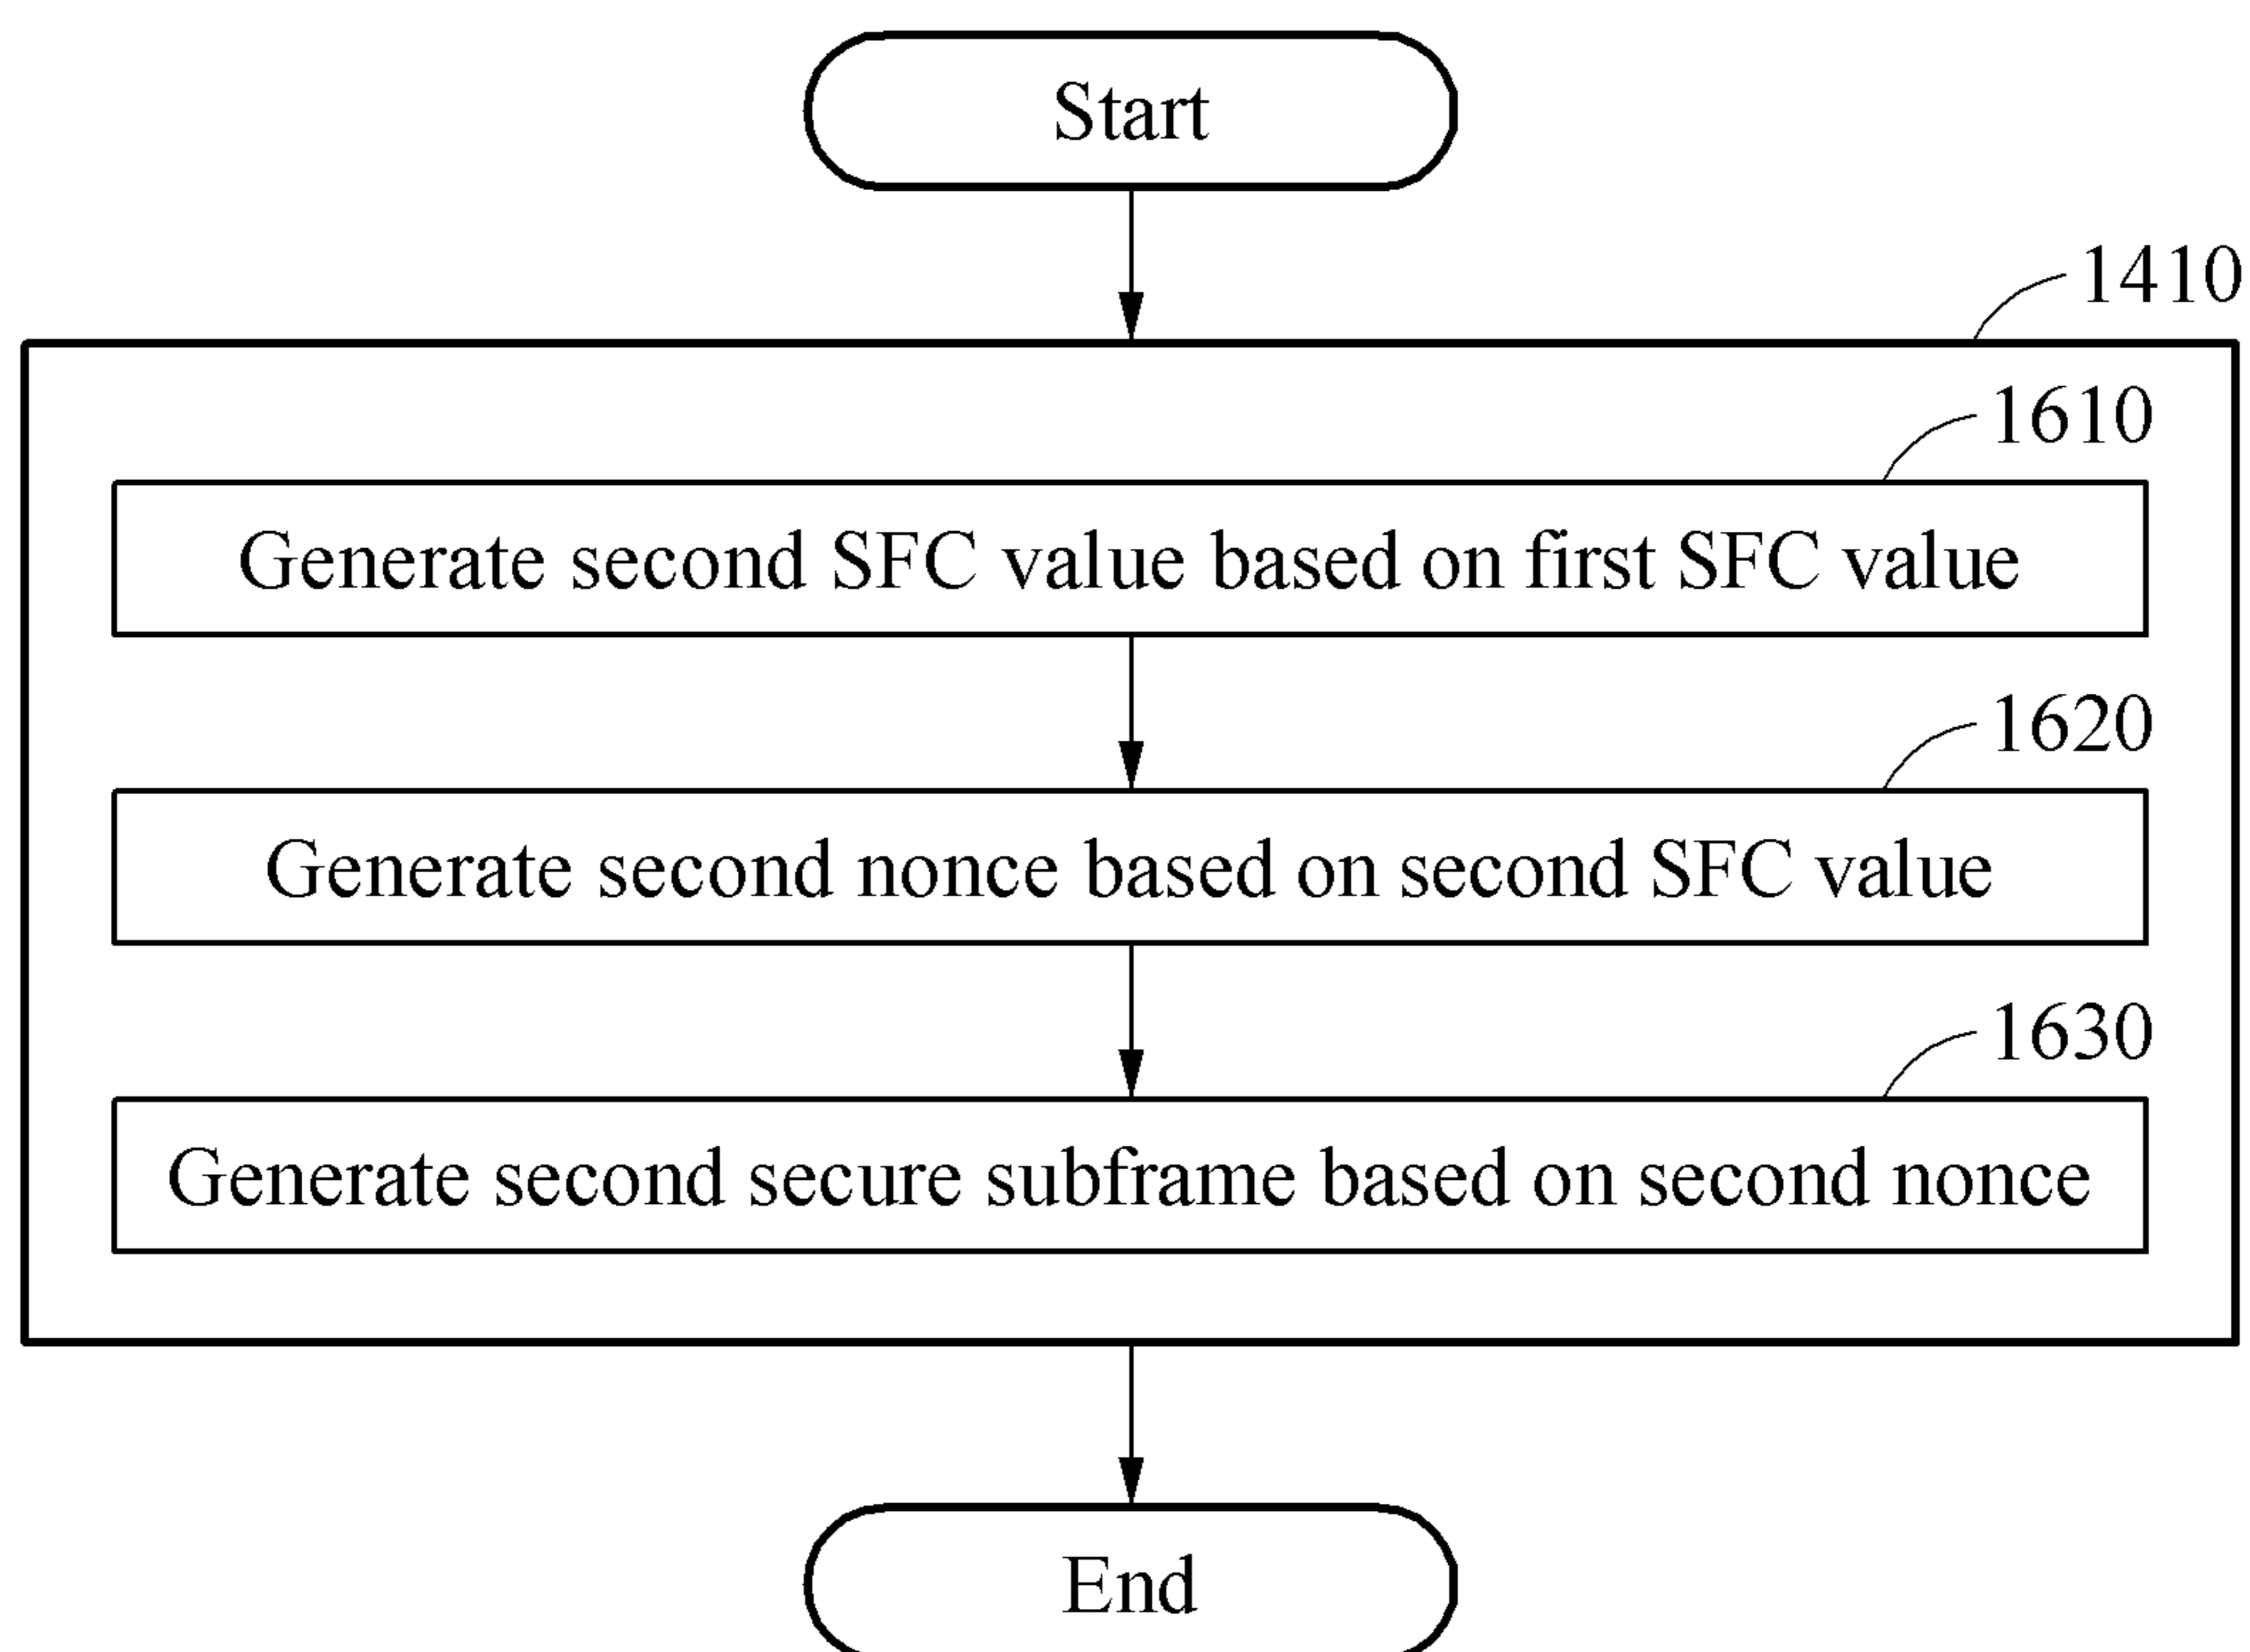 Start
1410
1610
Generate second SFC value based on first SFC value
1620
Generate second nonce based on second SFC value
1630
Generate second secure subframe based on second nonce
End